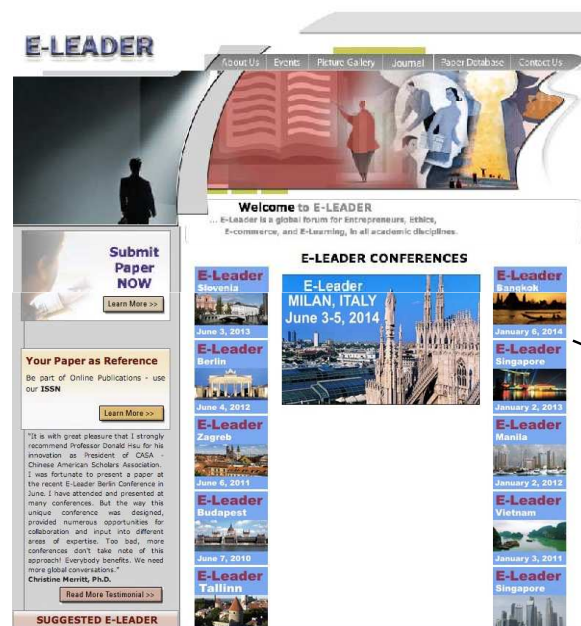 E-LEADER
About Us Events Picture Gallery Journal Paper Database Contact Us
Welcome to E-LEADER
... E-Leader is a global forum for Entrepreneurs, Ethics,
E-commerce, and E-Learning, in all academic disciplines.
Submit
Paper
NOW
Learn More >>
Your Paper as Reference
Be part of Online Publications - use
our ISSN
Learn More >>
"It is with great pleasure that I strongly
recommend Professor Donald Hsu for his
innovation as President of CASA -
Chinese American Scholars Association.
I was fortunate to present a paper at
the recent E-Leader Berlin Conference in
June. I have attended and presented at
many conferences. But the way this
unique conference was designed,
provided numerous opportunities for
collaboration and input into different
areas of expertise. Too bad, more
conferences don't take note of this
approach! Everybody benefits. We need
more global conversations."
Christine Merritt, Ph.D.
Read More Testimonial >>
SUGGESTED E-LEADER
E-LEADER CONFERENCES
E-Leader
Slovenia
June 3, 2013
E-Leader
Berlin
June 4, 2012
E-Leader
Zagreb
June 6, 2011
E-Leader
Budapest
June 7, 2010
E-Leader
Tallinn
E-Leader
MILAN, ITALY
June 3-5, 2014
E-Leader
Bangkok
January 6, 2014
E-Leader
Singapore
January 2, 2013
E-Leader
Manila
January 2, 2012
E-Leader
Vietnam
January 3, 2011
E-Leader
Singapore